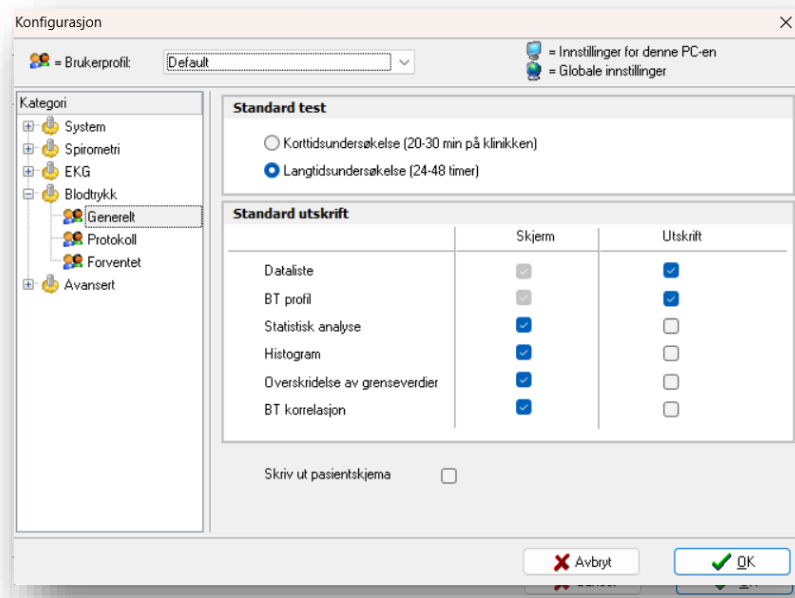 Konfigurasjon
= Brukerprofil:
Default
= Innstillinger for denne PC-en
= Globale innstillinger
Kategori
System
Spirometri
EKG
Blodtrykk
Generelt
Protokoll
Forventet
Avansert
Standard test
Korttidsundersøkelse (20-30 min på klinikken)
Langtidsundersøkelse (24-48 timer)
Standard utskrift
Skjerm Utskrift
Dataliste
BT profil
Statistisk analyse
Histogram
Overskridelse av grenseverdier
BT korrelasjon
Skriv ut pasientskjema
Avbryt
OK